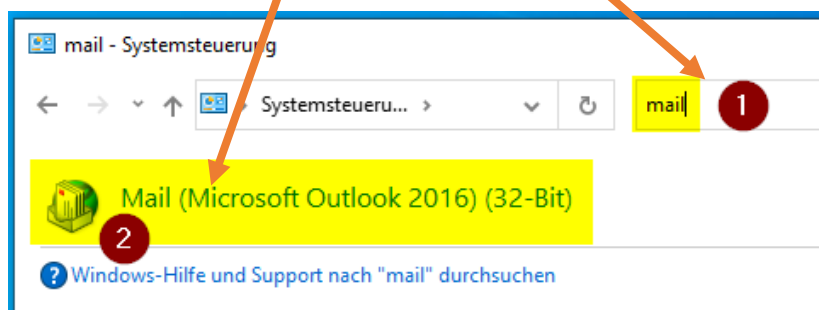 mail - Systemsteuerung
Systemsteueru...
mail
1
Mail (Microsoft Outlook 2016) (32-Bit)
2
Windows-Hilfe und Support nach "mail" durchsuchen